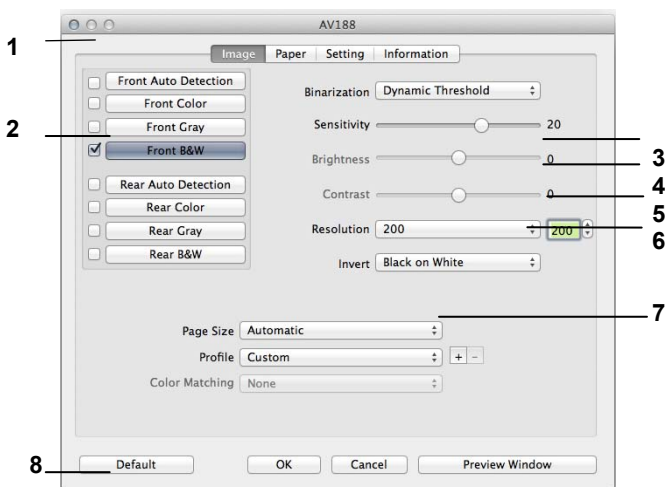 AV188
1
Image Paper Setting Information
Front Auto Detection
Front Color
2 Front Gray
Front B&W
Rear Auto Detection
Rear Color
Rear Gray
Rear B&W
Binarization Dynamic Threshold
Sensitivity 20
Brightness 0 3
Contrast 0 4
5
Resolution 200 200 6
Invert Black on White
7
Page Size Automatic
Profile Custom + -
Color Matching None
8 Default OK Cancel Preview Window